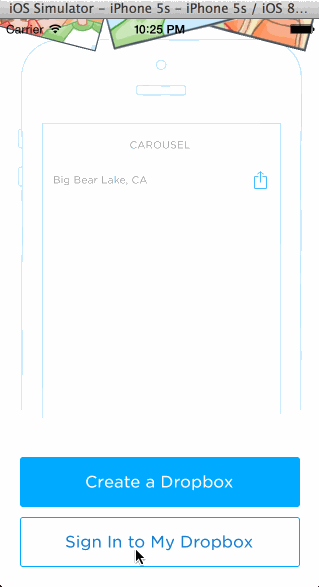 iOS Simulator – iPhone 5s – iPhone 5s / iOS 8...
Carrier 10:25 PM
CAROUSEL
Big Bear Lake, CA
Create a Dropbox
Sign In to My Dropbox